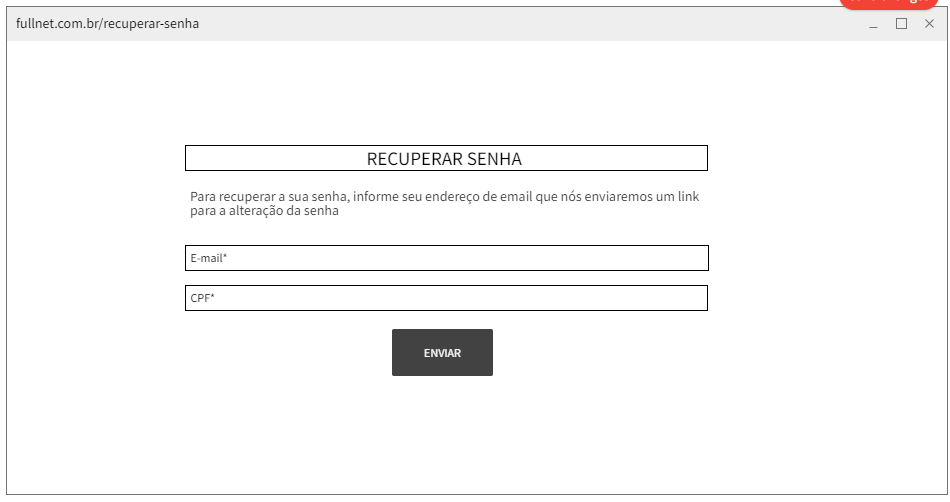 fullnet.com.br/recuperar-senha
RECUPERAR SENHA
Para recuperar a sua senha, informe seu endereço de email que nós enviaremos um link
para a alteração da senha
E-mail*
CPF*
ENVIAR